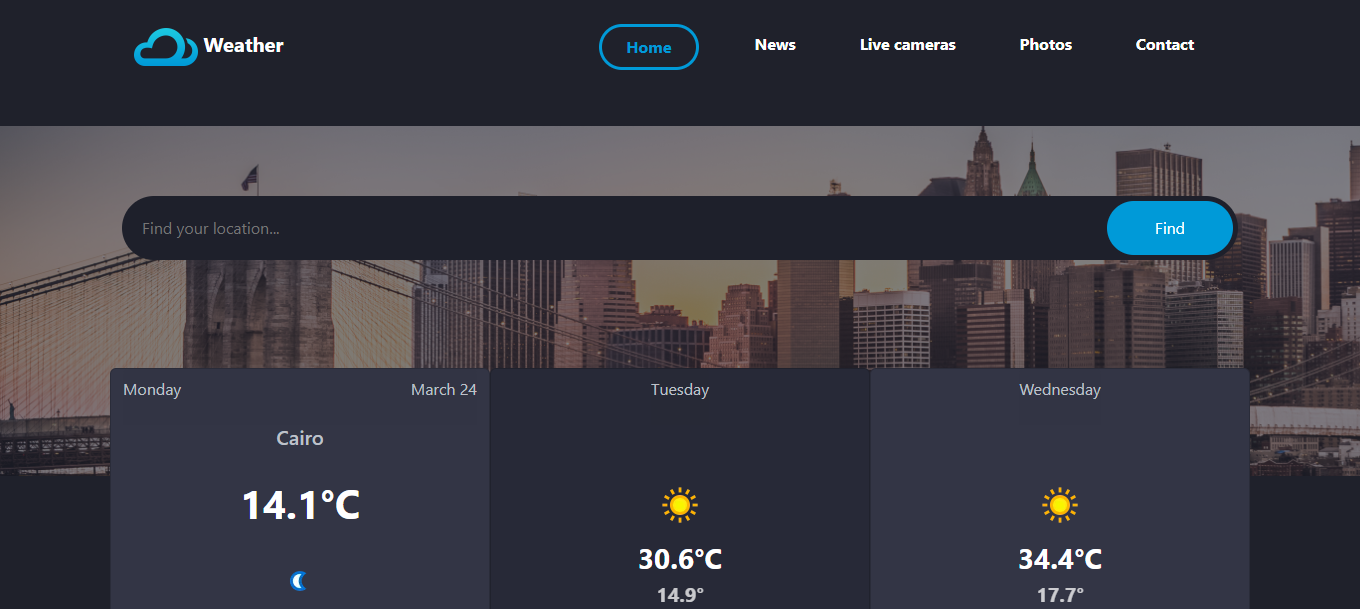 Weather
Home
News
Live cameras
Photos
Contact
Find your location...
Find
Monday
March 24
Cairo
14.1°C
Tuesday
30.6°C
14.9°
Wednesday
34.4°C
17.7°